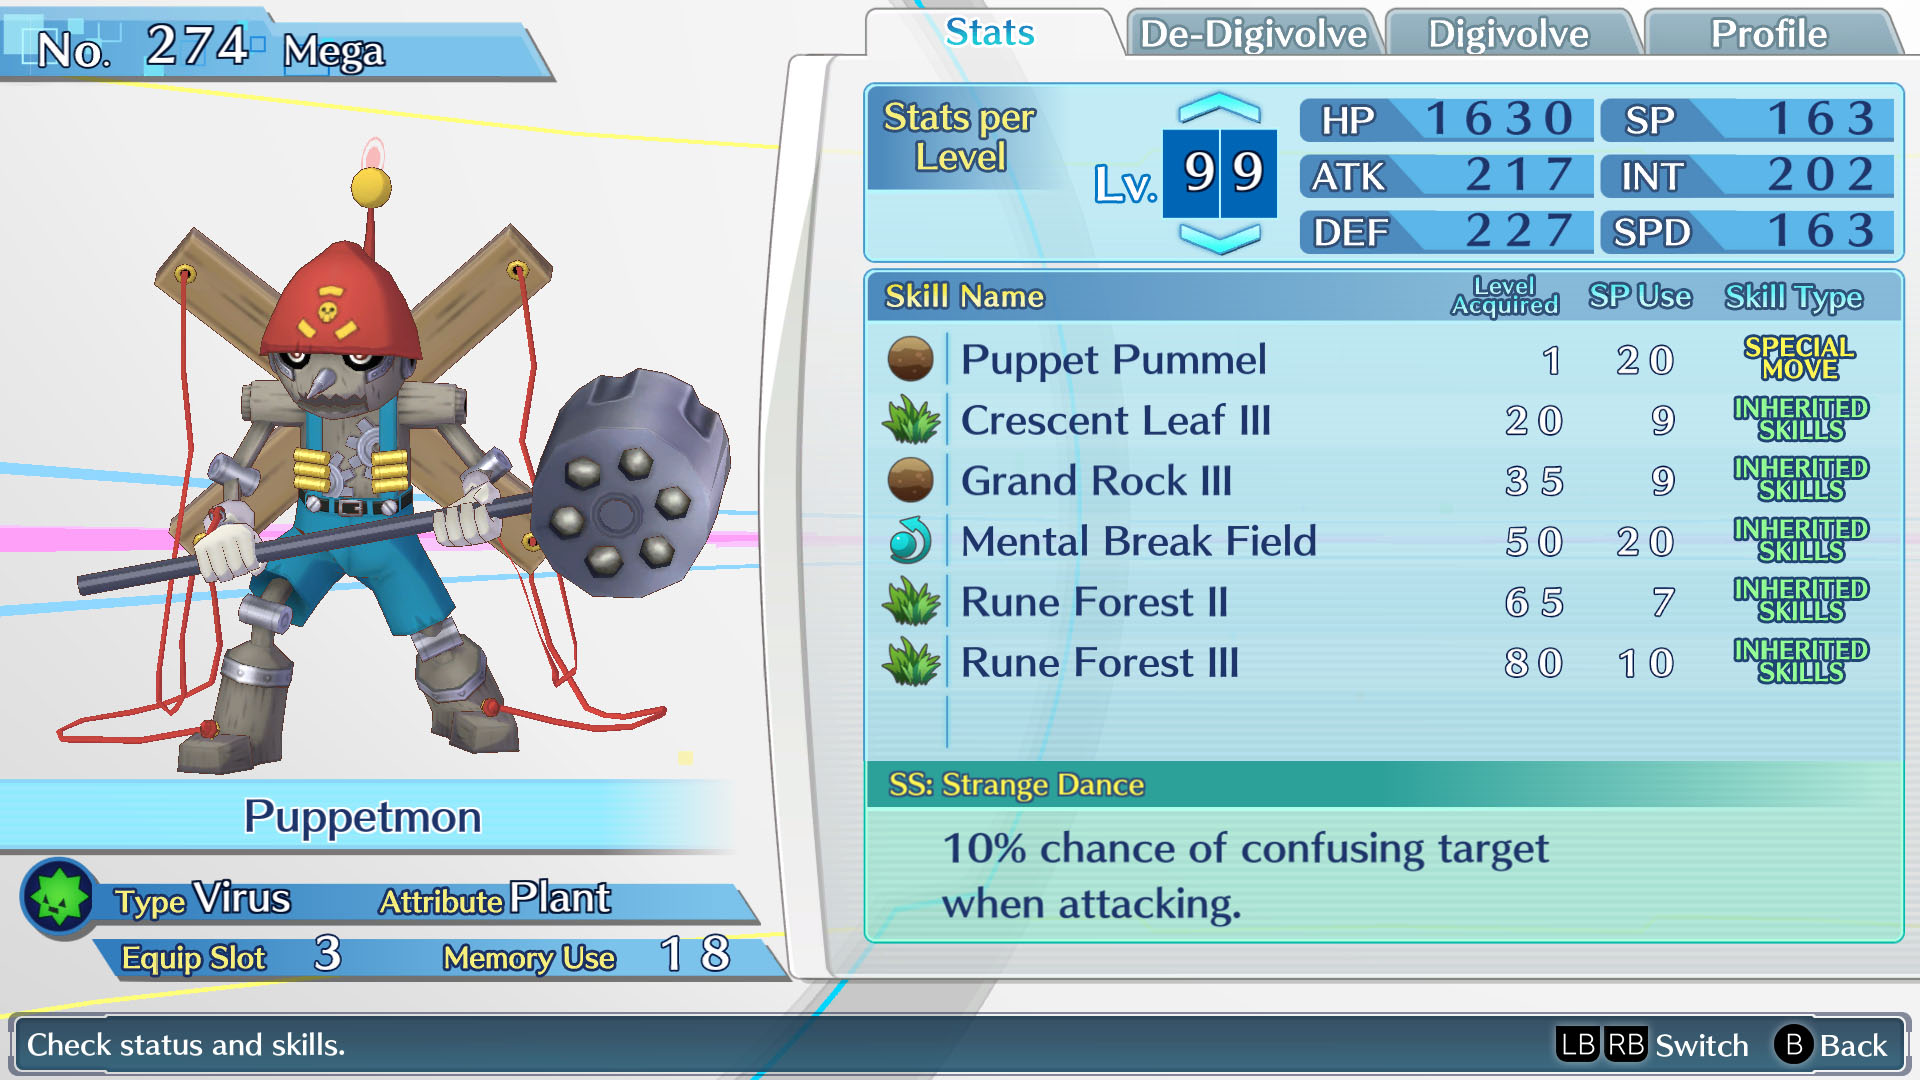 No. 274 Mega
Stats
De-Digivolve
Digivolve
Profile
Stats per
Level
Lv. 99
HP 1630
SP 163
ATK 217
INT 202
DEF 227
SPD 163
Skill Name
Level
Acquired
SP Use
Skill Type
Puppet Pummel 1 20 SPECIAL
MOVE
Crescent Leaf III 20 9 INHERITED
SKILLS
Grand Rock III 35 9 INHERITED
SKILLS
Mental Break Field 50 20 INHERITED
SKILLS
Rune Forest II 65 7 INHERITED
SKILLS
Rune Forest III 80 10 INHERITED
SKILLS
SS: Strange Dance
10% chance of confusing target
when attacking.
Puppetmon
Type Virus Attribute Plant
Equip Slot 3 Memory Use 18
Check status and skills.
LB RB Switch B Back